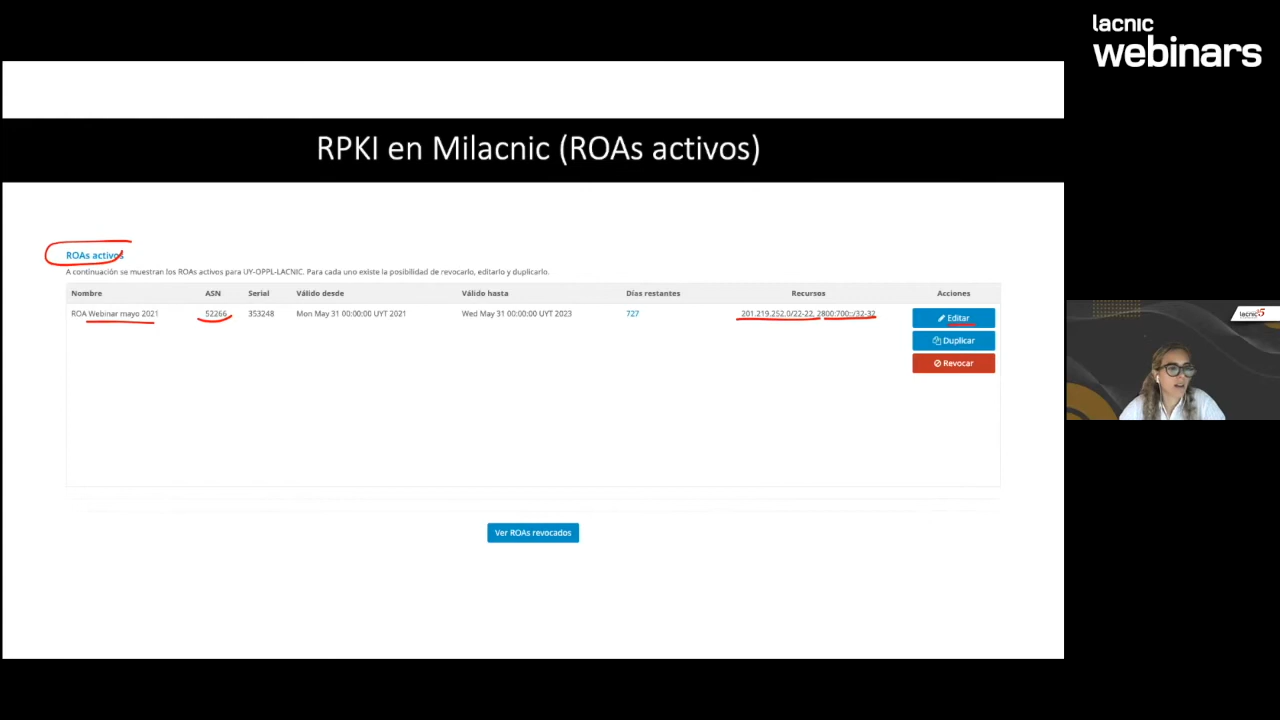 lacnic
webinars
RPKI en Milacnic (ROAs activos)
ROAs activos
A continuación se muestran los ROAs activos para UY-OPPL-LACNIC. Para cada uno existe la posibilidad de revocarlo, editarlo y duplicarlo.
Nombre ASN Serial Válido desde Válido hasta Días restantes Recursos Acciones
ROA Webinar mayo 2021 52266 353248 Mon May 31 00:00:00 UYT 2021 Wed May 31 00:00:00 UYT 2023 727 201.219.252.0/22-22, 2800:700::/32-32 Editar
Duplicar
Revocar
Ver ROAs revocados
lacnic